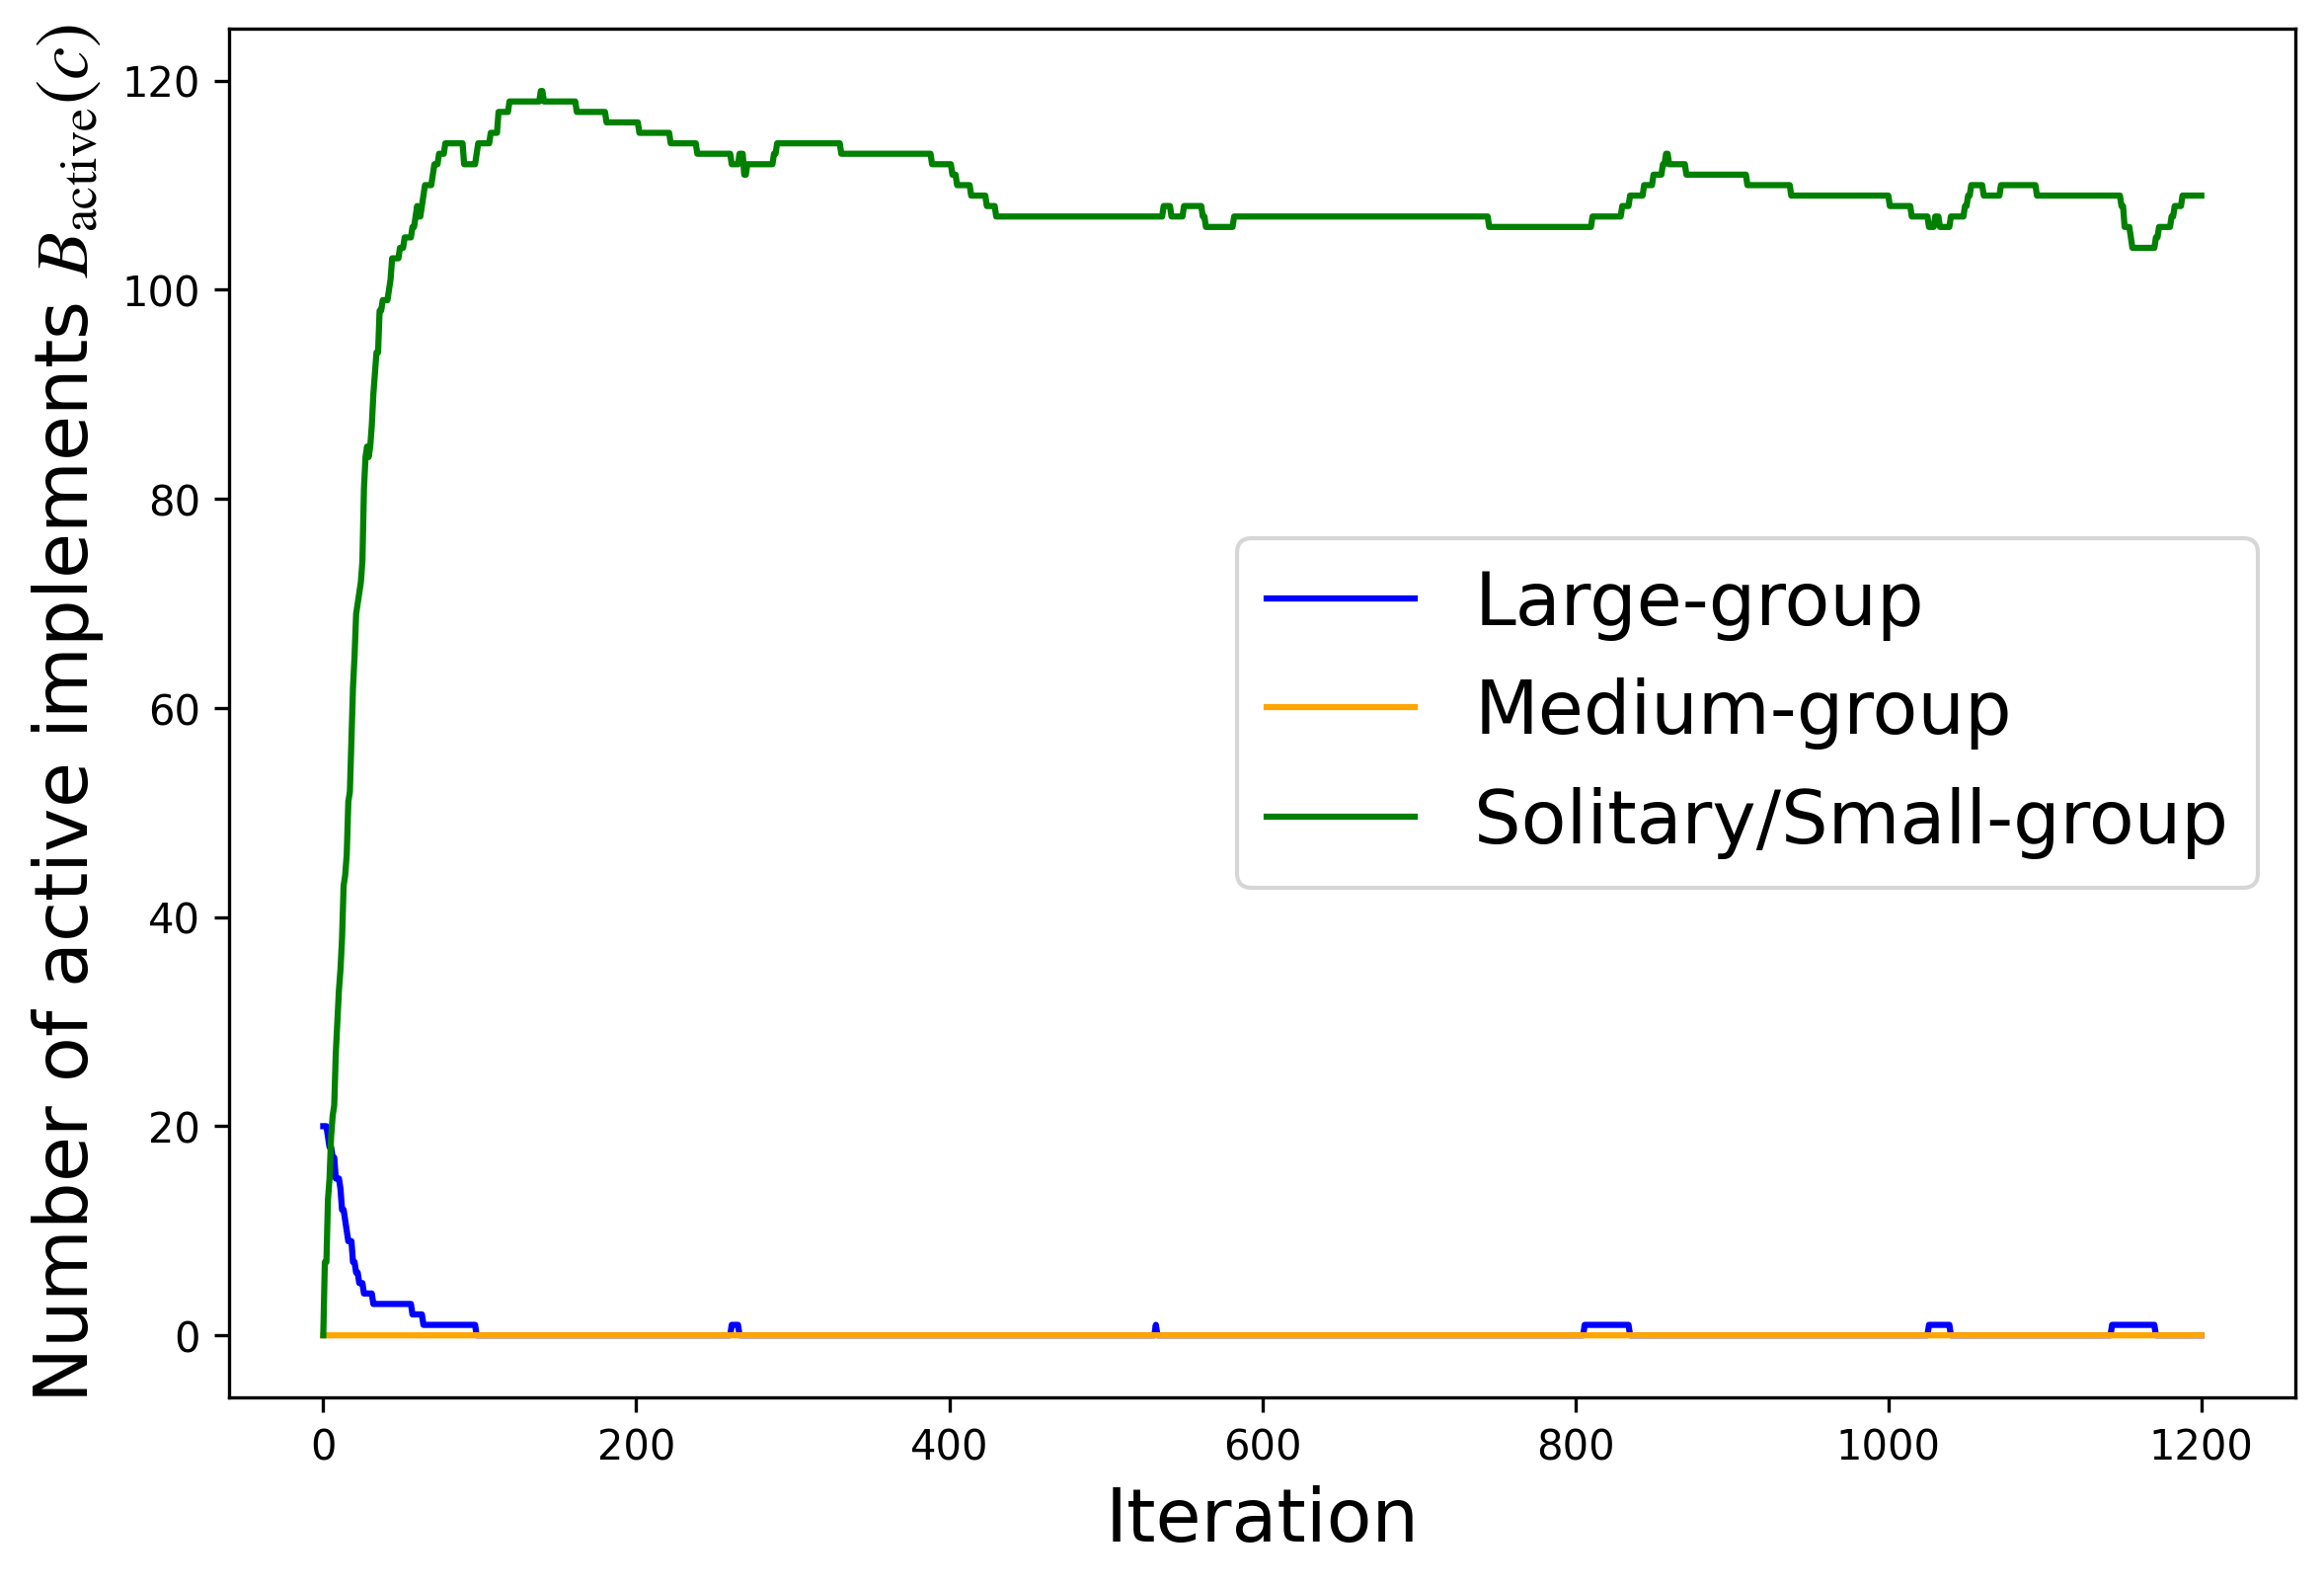 Number of active implements B_active(c)
120
100
80
60
40
20
0
Large-group
Medium-group
Solitary/Small-group
0 200 400 600 800 1000 1200
Iteration